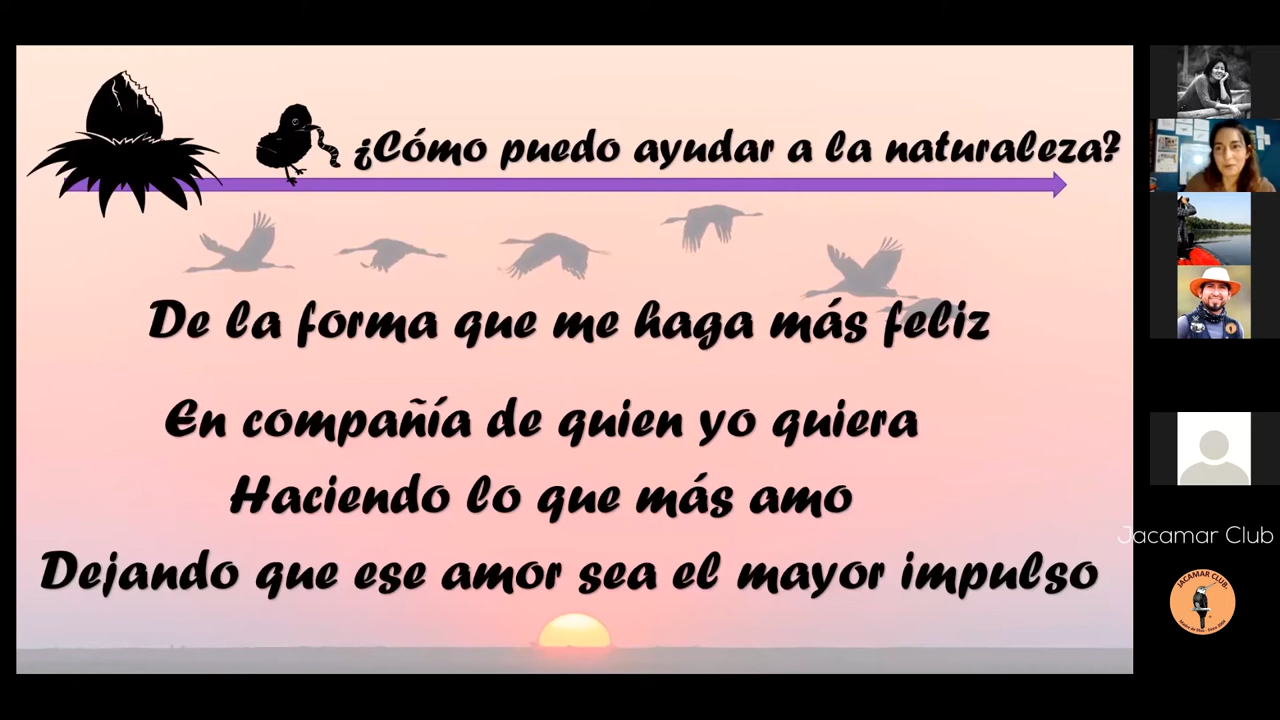 ¿Cómo puedo ayudar a la naturaleza?
De la forma que me haga más feliz
En compañía de quien yo quiera
Haciendo lo que más amo
Dejando que ese amor sea el mayor impulso
Jacamar Club
JACAMAR CLUB